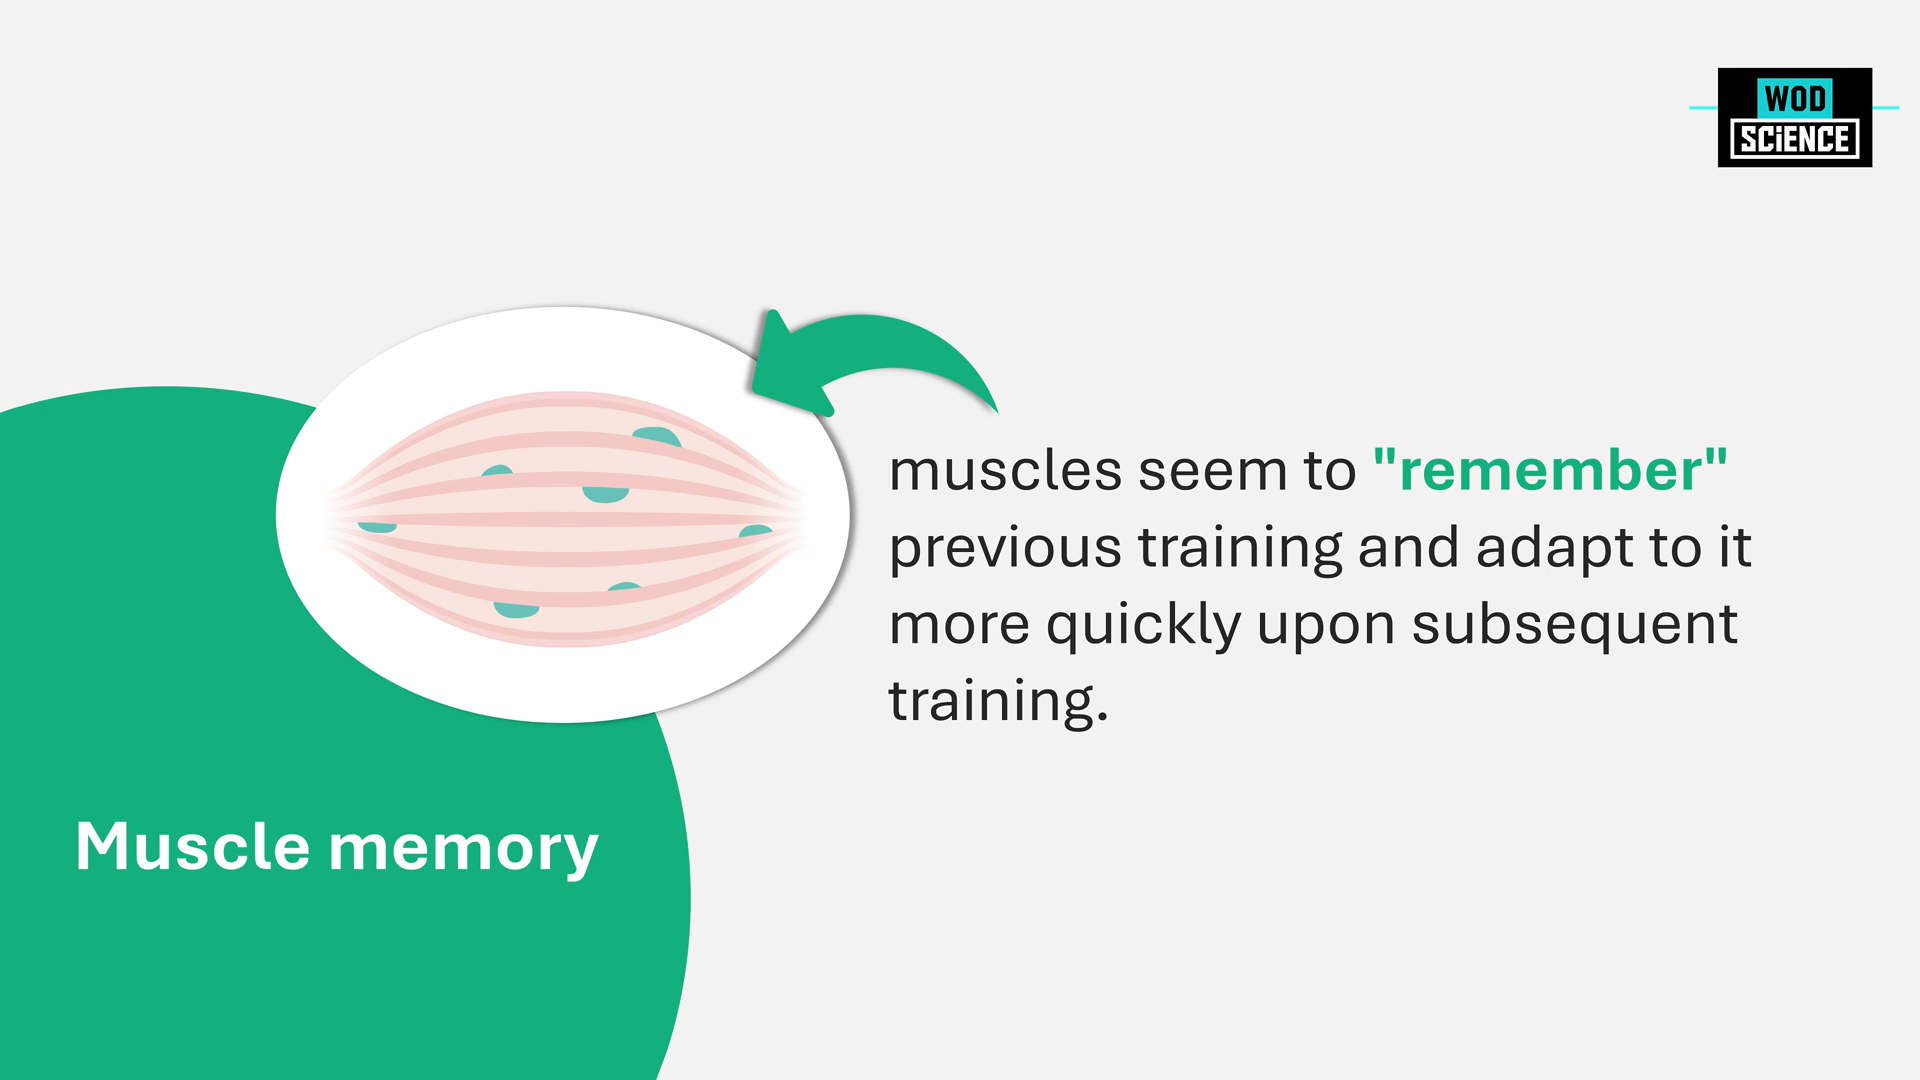 WOD
SCiENCE
muscles seem to "remember"
previous training and adapt to it
more quickly upon subsequent
training.
Muscle memory